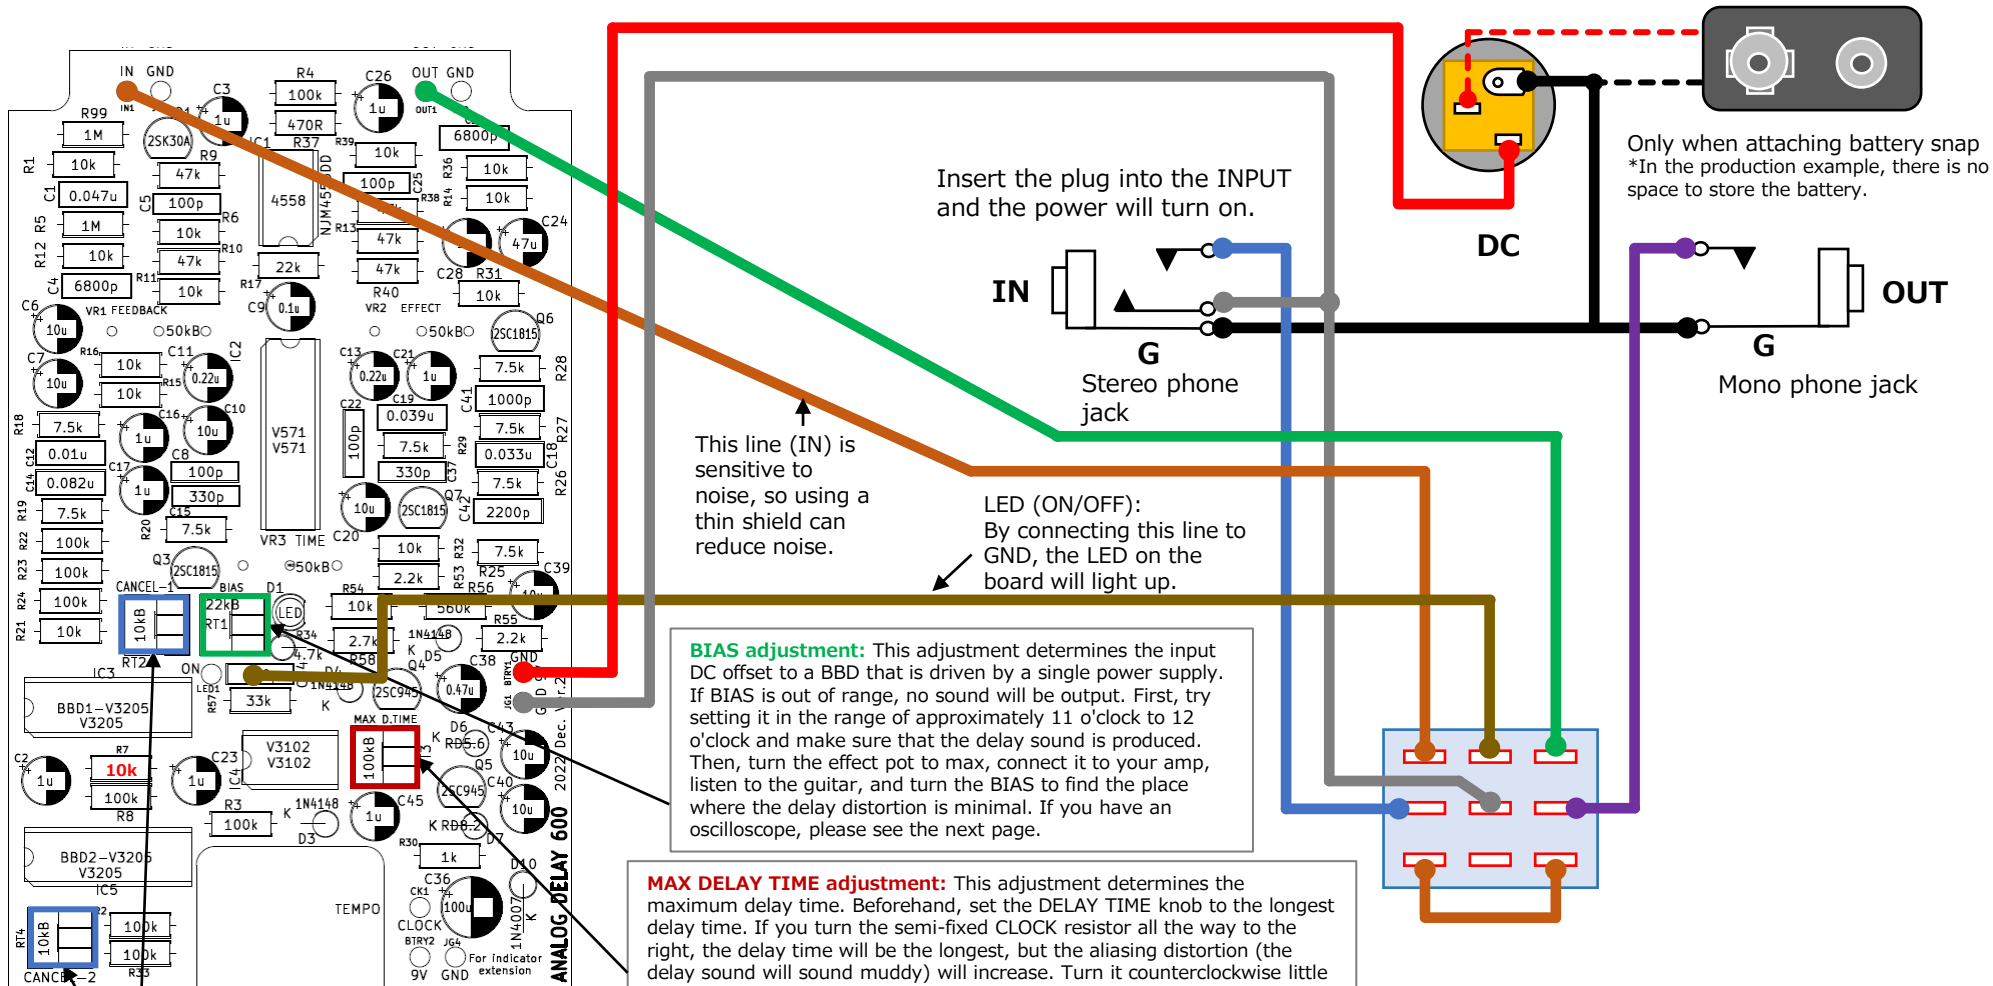 IN GND
OUT GND
IN1
OUT1
R99
1M
R1
10k
C1
0.047u
R5
1M
R12
10k
C4
6800p
2SK30A
C3
1u
R9
47k
C5
100p
R6
10k
R10
47k
R11
10k
R4
100k
470R
R37
IC1
4558
22k
R17
C9
0.1u
C26
1u
R39
10k
100p
C25
R38
R13
47k
47k
R40
6800p
R36
10k
R14
10k
C24
47u
C28
R31
10k
Q6
2SC1815
VR1 FEEDBACK
50kB
VR2 EFFECT
50kB
C6
10u
C7
10u
R16
10k
R15
10k
C11
0.22u
IC2
C16
1u
C10
10u
C13
0.22u
C21
1u
C22
100p
C19
0.039u
7.5k
R29
330p
C37
C41
R28
7.5k
1000p
R27
7.5k
0.033u
C18
R26
7.5k
C42
2200p
R18
7.5k
C12
0.01u
C14
0.082u
R19
7.5k
R22
100k
R23
100k
R24
100k
R21
10k
C17
1u
C8
100p
330p
C15
R20
7.5k
V571
V571
VR3 TIME
50kB
C20
10u
Q7
2SC1815
10k
R32
2.2k
R53
7.5k
R25
C39
10u
Q3
2SC1815
CANCEL-1
10kB
RT2
BIAS
22kB
RT1
D1
LED
R34
4.7k
R54
10k
R56
560k
2.7k
R58
1N4148
K
D5
R55
2.2k
IC3
BBD1-V3205
V3205
ON
LED1
R57
33k
D4
1N4148
K
Q4
2SC945
C38
0.47u
GND
BTRY1
JG1
MAX D.TIME
100kB
V3102
V3102
IC4
C2
1u
R7
10k
100k
R8
C23
1u
R3
100k
K
1N4148
D3
C45
1u
K
D6
RD5.6
Q5
2SC945
C43
10u
C40
10u
K
RD8.2
D7
R30
1k
D10
1N4007
K
C36
100u
CK1
CLOCK
BTRY2
9V
JG4
GND
For indicator
extension
TEMPO
BBD2-V3205
V3205
IC5
RT4
10kB
CANCEL-2
R2
100k
100k
R33
ANALOG DELAY 600
2022 Dec. Ver.2
Only when attaching battery snap
*In the production example, there is no
space to store the battery.
DC
Insert the plug into the INPUT
and the power will turn on.
IN
G
Stereo phone
jack
OUT
G
Mono phone jack
This line (IN) is
sensitive to
noise, so using a
thin shield can
reduce noise.
LED (ON/OFF):
By connecting this line to
GND, the LED on the
board will light up.
BIAS adjustment: This adjustment determines the input
DC offset to a BBD that is driven by a single power supply.
If BIAS is out of range, no sound will be output. First, try
setting it in the range of approximately 11 o'clock to 12
o'clock and make sure that the delay sound is produced.
Then, turn the effect pot to max, connect it to your amp,
listen to the guitar, and turn the BIAS to find the place
where the delay distortion is minimal. If you have an
oscilloscope, please see the next page.
MAX DELAY TIME adjustment: This adjustment determines the
maximum delay time. Beforehand, set the DELAY TIME knob to the longest
delay time. If you turn the semi-fixed CLOCK resistor all the way to the
right, the delay time will be the longest, but the aliasing distortion (the
delay sound will sound muddy) will increase. Turn it counterclockwise little